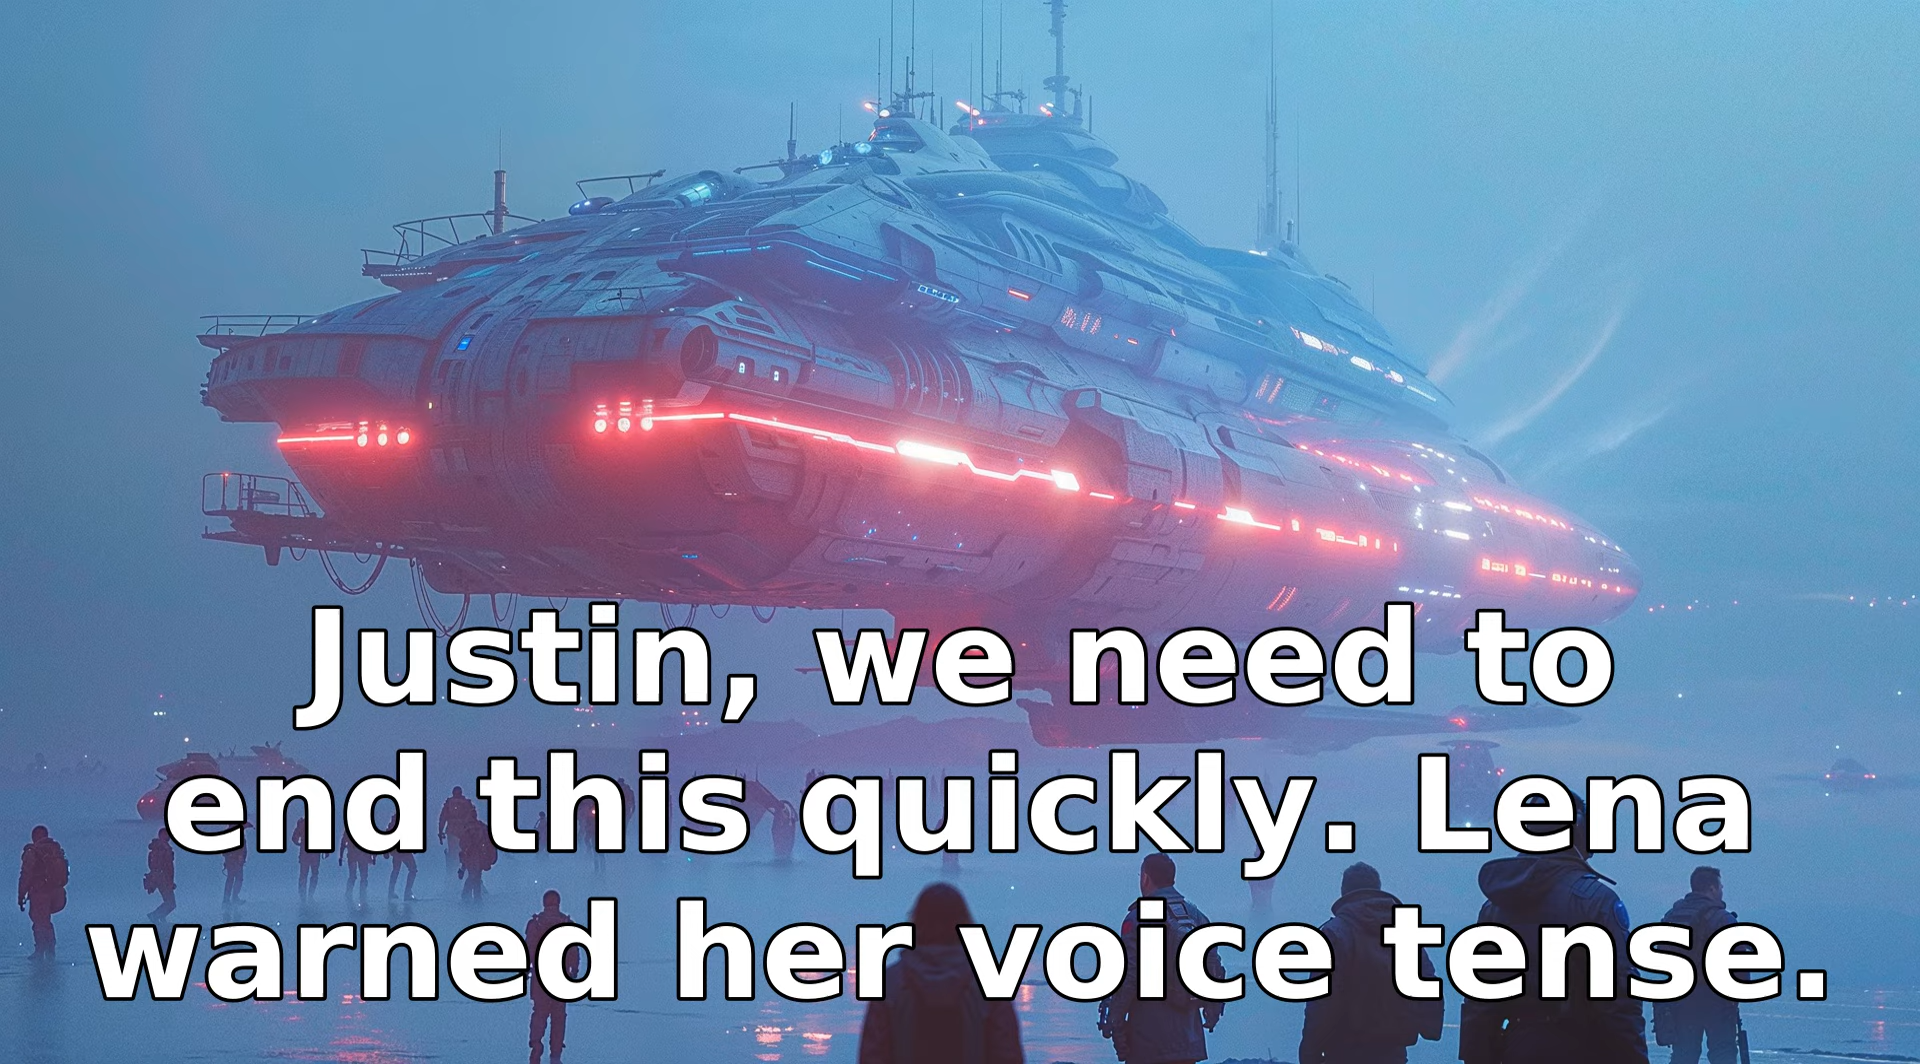 Justin, we need to
end this quickly. Lena
warned her voice tense.